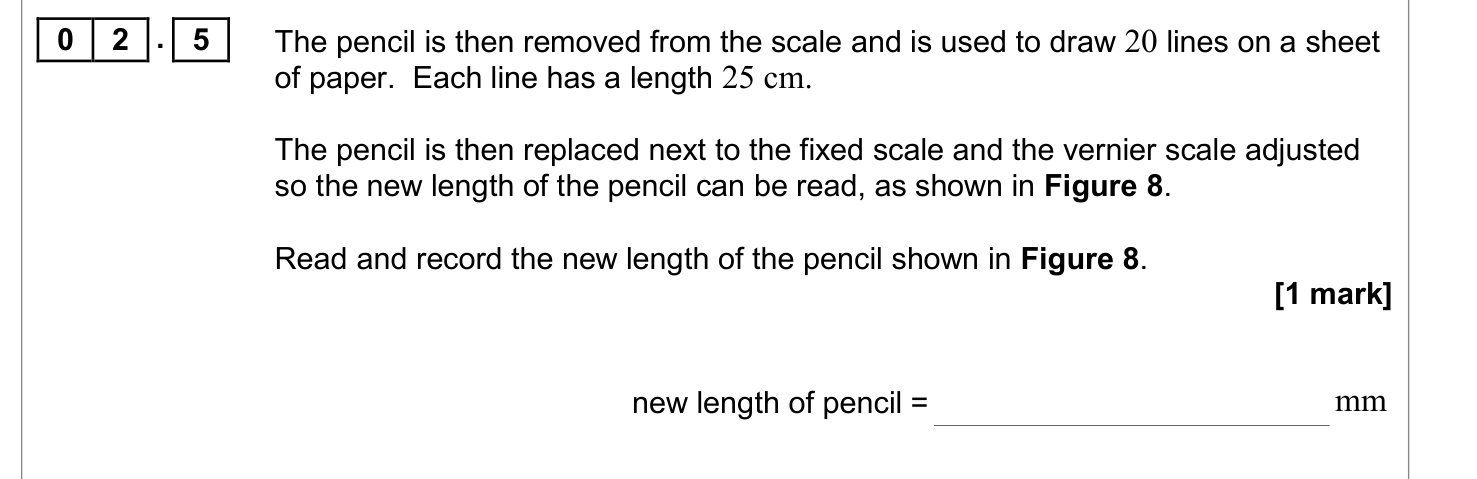 02.5 The pencil is then removed from the scale and is used to draw 20 lines on a sheet
of paper. Each line has a length 25 cm.
The pencil is then replaced next to the fixed scale and the vernier scale adjusted
so the new length of the pencil can be read, as shown in Figure 8.
Read and record the new length of the pencil shown in Figure 8.
[1 mark]
new length of pencil = mm